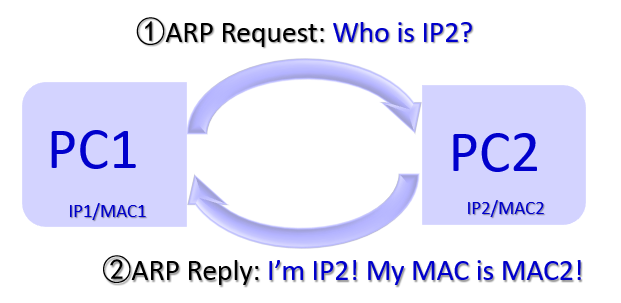 ①ARP Request: Who is IP2?
PC1
IP1/MAC1
PC2
IP2/MAC2
②ARP Reply: I'm IP2! My MAC is MAC2!